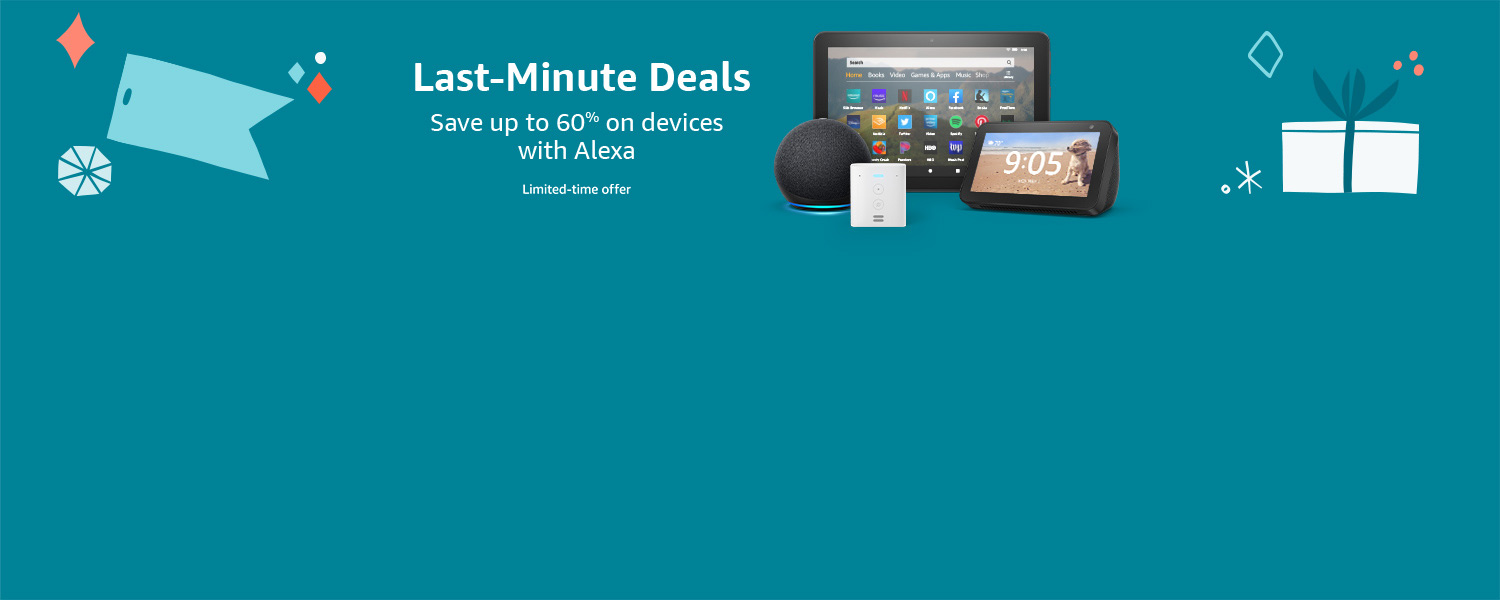 Last-Minute Deals
Save up to 60% on devices
with Alexa
Limited-time offer
Search
Home Books Video Games & Apps Music Shop
9:05